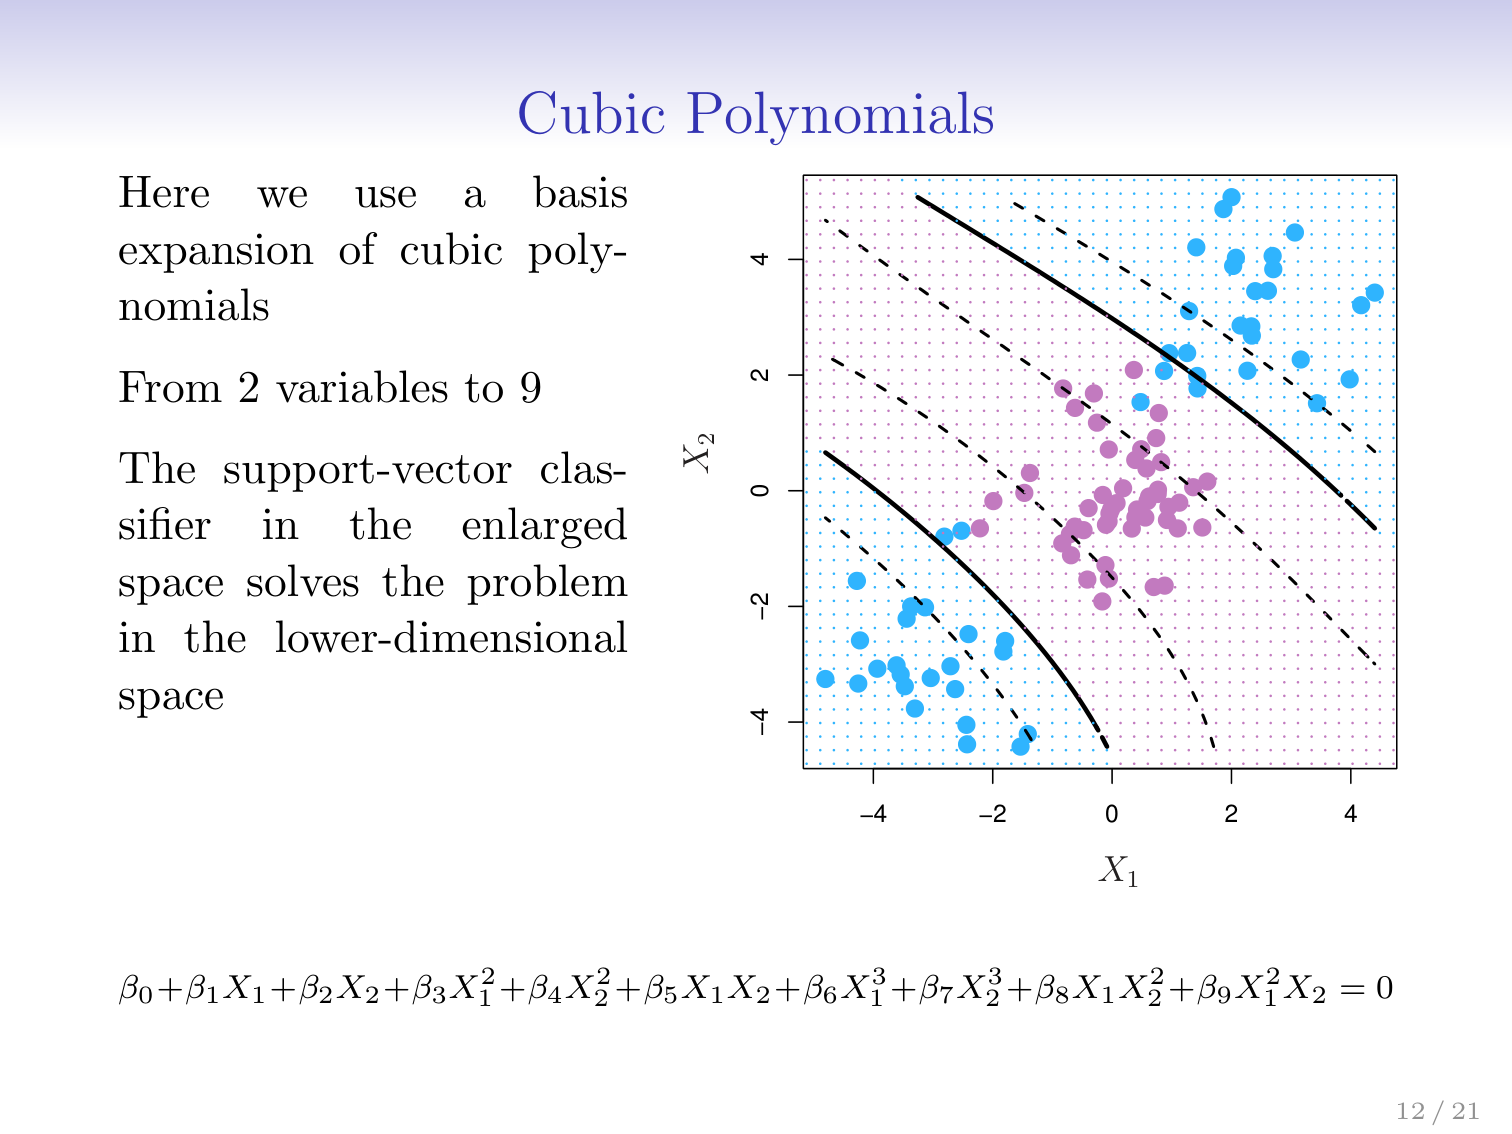 Cubic Polynomials
Here we use a basis
expansion of cubic poly-
nomials
From 2 variables to 9
The support-vector clas-
sifier in the enlarged
space solves the problem
in the lower-dimensional
space
4
2
0
−2
−4
X₂
−4 −2 0 2 4
X₁
β₀+β₁X₁+β₂X₂+β₃X₁²+β₄X₂²+β₅X₁X₂+β₆X₁³+β₇X₂³+β₈X₁X₂²+β₉X₁²X₂ = 0
12 / 21